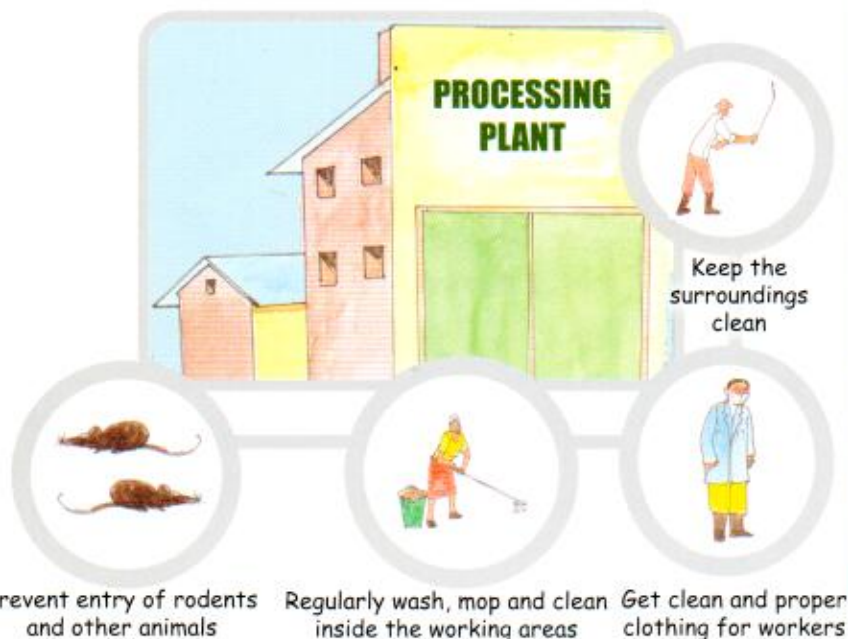 PROCESSING
PLANT
Keep the
surroundings
clean
revent entry of rodents
and other animals
Regularly wash, mop and clean
inside the working areas
Get clean and proper
clothing for workers